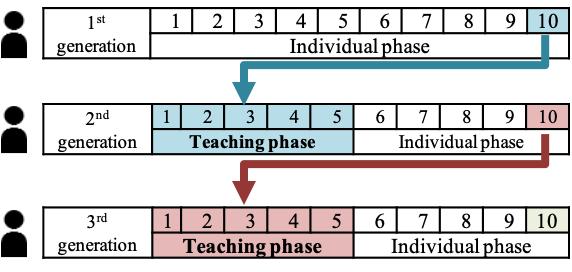 1st 1 2 3 4 5 6 7 8 9 10
generation Individual phase
2nd 1 2 3 4 5 6 7 8 9 10
generation Teaching phase Individual phase
3rd 1 2 3 4 5 6 7 8 9 10
generation Teaching phase Individual phase